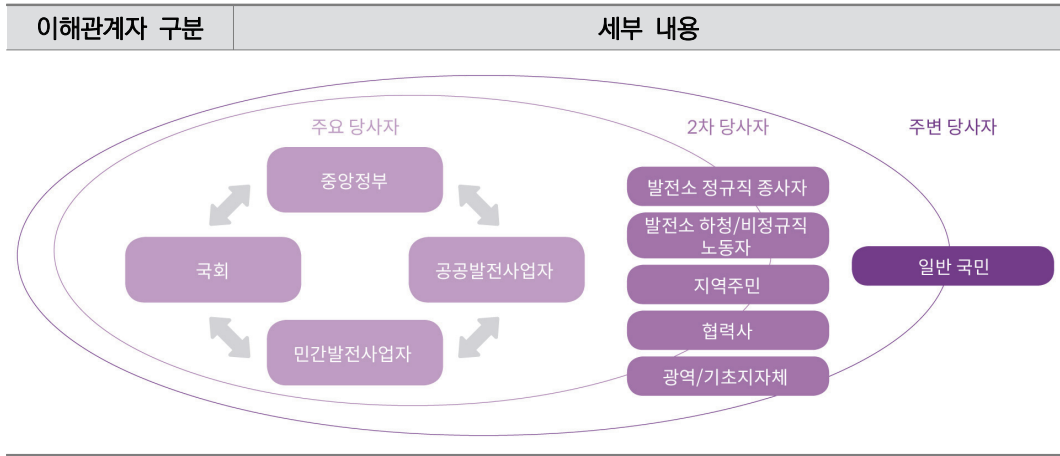 이해관계자 구분
세부 내용
주요 당사자
2차 당사자
주변 당사자
중앙정부
국회
공공발전사업자
민간발전사업자
발전소 정규직 종사자
발전소 하청/비정규직
노동자
지역주민
협력사
광역/기초지자체
일반 국민